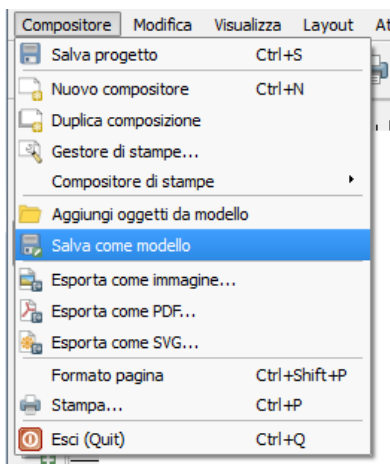 Compositore Modifica Visualizza Layout
Salva progetto Ctrl+S
Nuovo compositore Ctrl+N
Duplica composizione
Gestore di stampe...
Compositore di stampe
Aggiungi oggetti da modello
Salva come modello
Esporta come immagine...
Esporta come PDF...
Esporta come SVG...
Formato pagina Ctrl+Shift+P
Stampa... Ctrl+P
Esci (Quit) Ctrl+Q